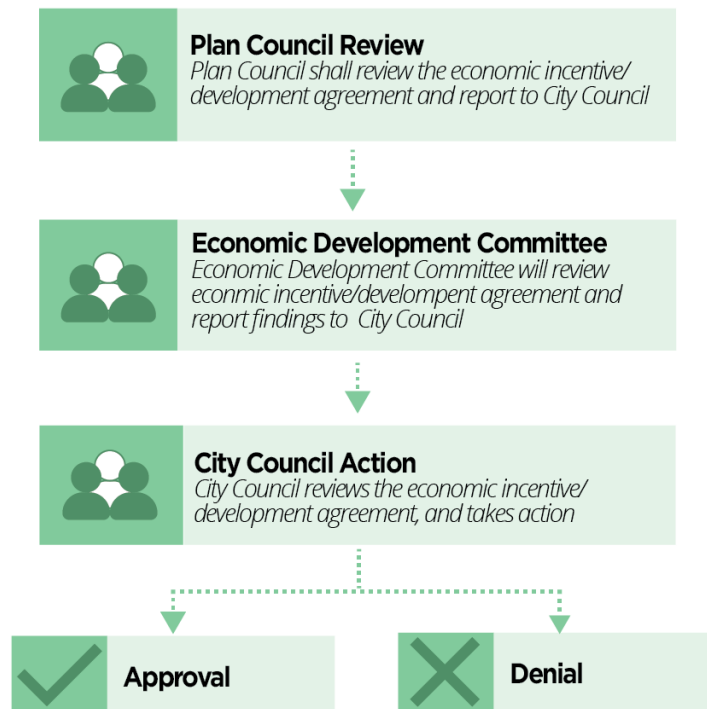 Plan Council Review
Plan Council shall review the economic incentive/
development agreement and report to City Council
Economic Development Committee
Economic Development Committee will review
econmic incentive/develompent agreement and
report findings to City Council
City Council Action
City Council reviews the economic incentive/
development agreement, and takes action
Approval
Denial